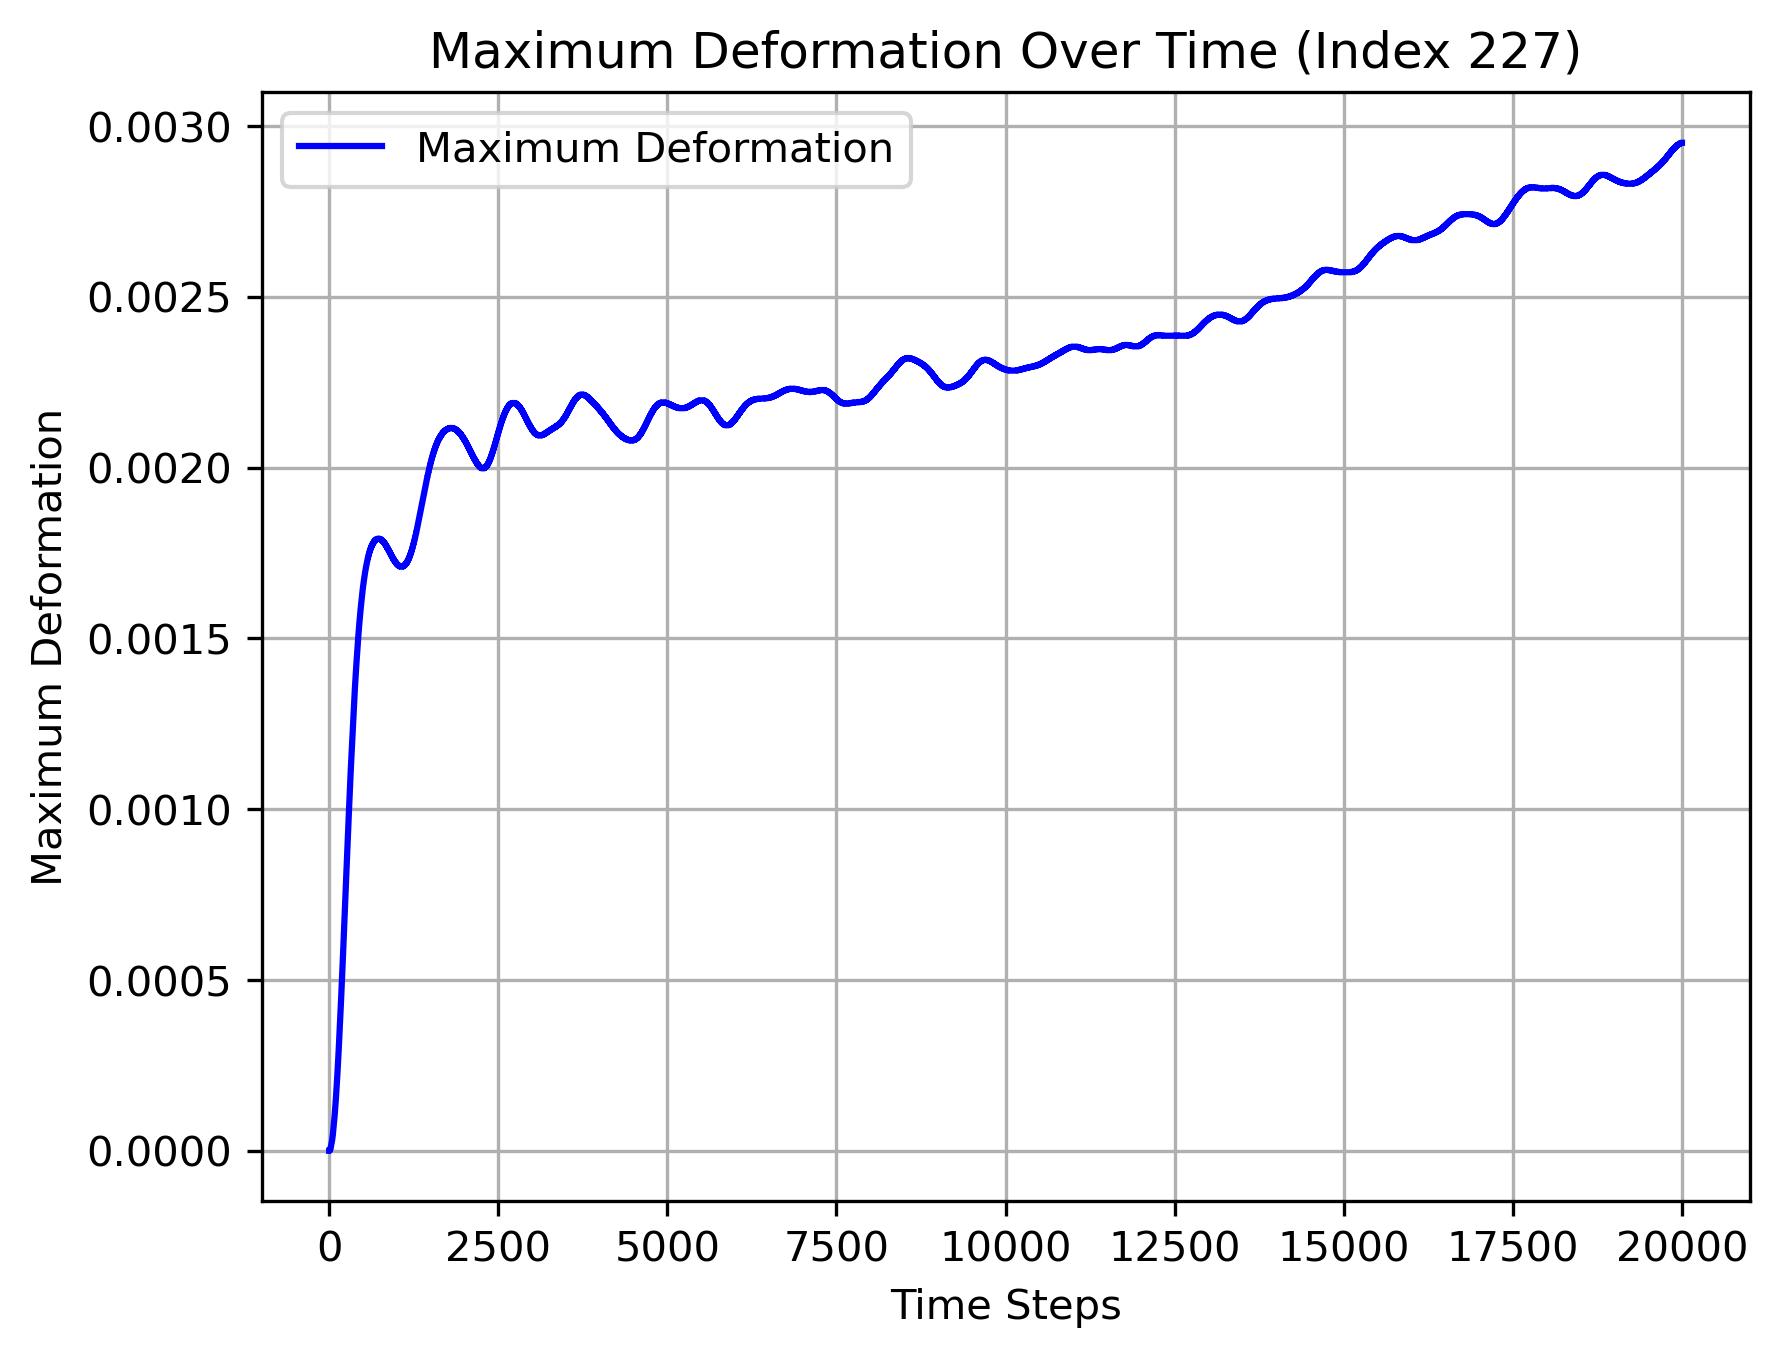 Maximum Deformation Over Time (Index 227)
Maximum Deformation
Maximum Deformation
0.0030
0.0025
0.0020
0.0015
0.0010
0.0005
0.0000
0 2500 5000 7500 10000 12500 15000 17500 20000
Time Steps